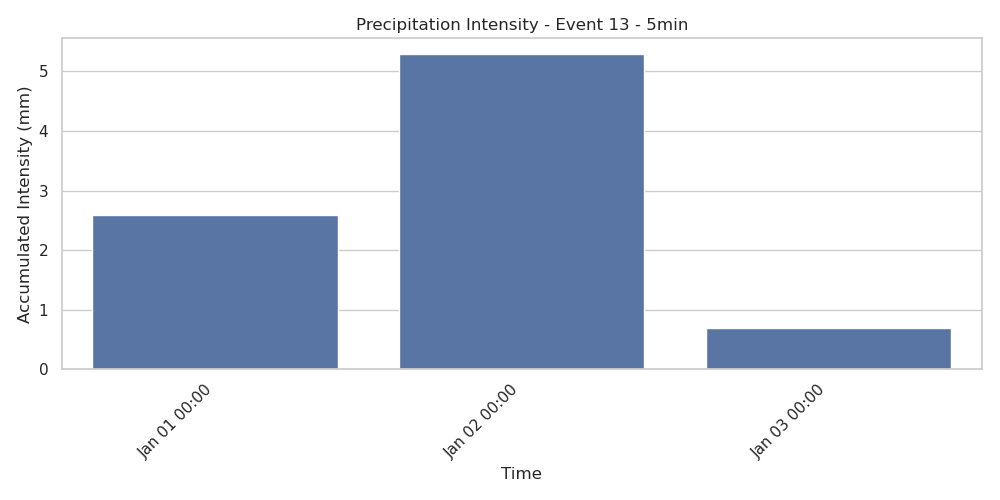 Precipitation Intensity - Event 13 - 5min
Accumulated Intensity (mm)
5
4
3
2
1
0
Jan 01 00:00
Jan 02 00:00
Jan 03 00:00
Time